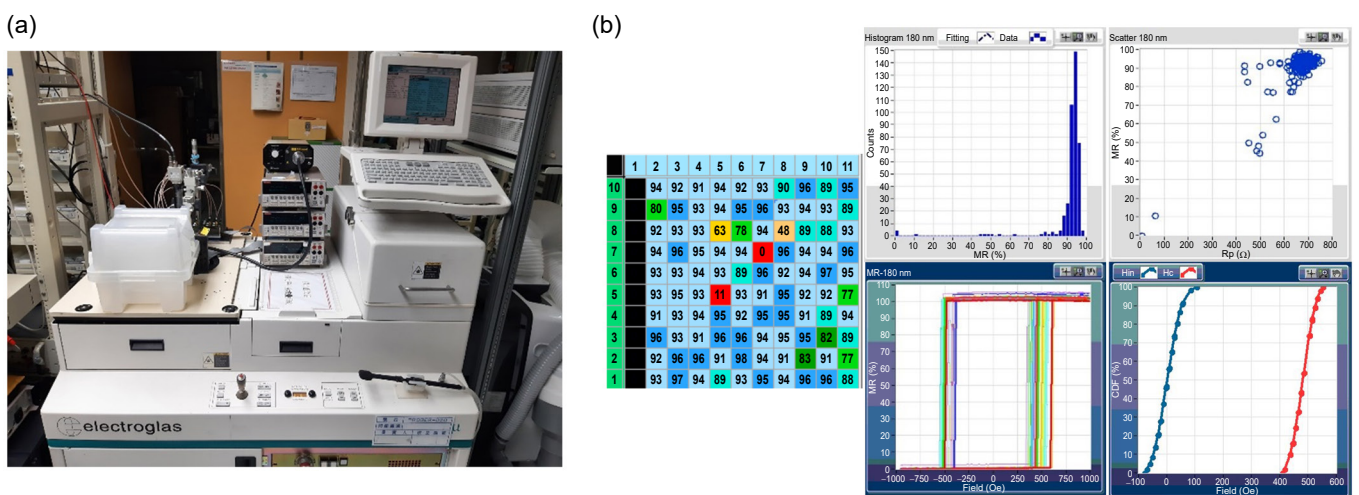 (a)
electroglas
(b)
1 2 3 4 5 6 7 8 9 10 11
10 94 92 91 94 92 93 90 96 89 95
9 80 95 93 94 95 96 93 94 93 89
8 92 93 93 63 78 94 48 89 88 93
7 94 96 95 94 94 0 96 94 94 96
6 93 93 94 93 89 96 92 94 97 95
5 93 95 93 11 93 91 95 92 92 77
4 91 93 94 95 92 95 95 91 89 94
3 96 93 91 96 96 94 92 96 82 89
2 92 96 96 91 98 94 91 83 91 77
1 93 97 94 89 93 95 94 96 96 88
Histogram 180 nm Fitting Data
Counts
150
140
130
120
110
100
90
80
70
60
50
40
30
20
10
0
0 10 20 30 40 50 60 70 80 90 100
MR (%)
Scatter 180 nm
MR (%)
100
90
80
70
60
50
40
30
20
10
0
0 100 200 300 400 500 600 700 800
Rp (Ω)
MR-180 nm
MR (%)
110
100
90
80
70
60
50
40
30
20
10
0
−1000 −750 −500 −250 0 250 500 750 1000
Field (Oe)
Hin Hc
CDF (%)
100
90
80
70
60
50
40
30
20
10
0
−100 0 100 200 300 400 500 600
Field (Oe)